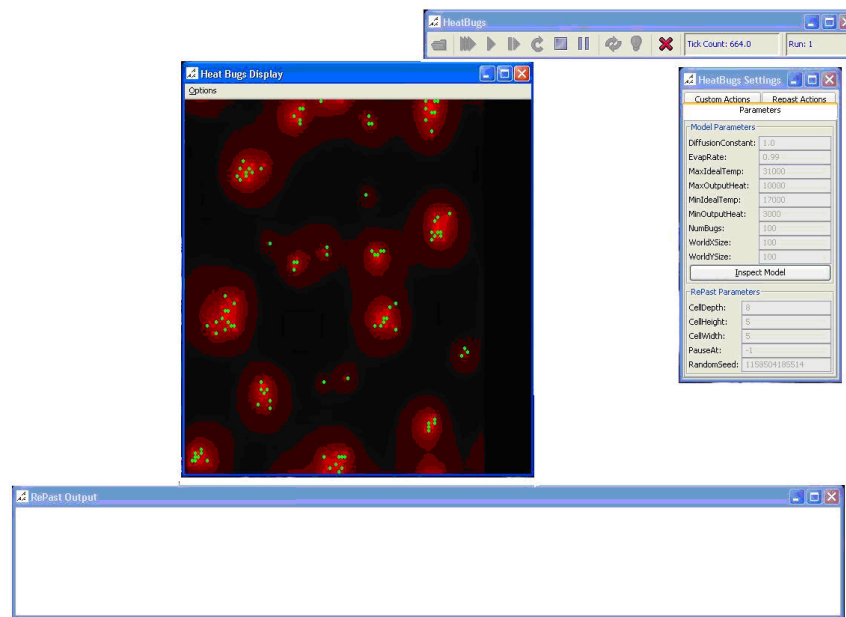 HeatBugs
Tick Count: 664.0
Run: 1
Heat Bugs Display
Options
HeatBugs Settings
Custom Actions
Repast Actions
Parameters
Model Parameters
DiffusionConstant: 1.0
EvapRate: 0.99
MaxIdealTemp: 31000
MaxOutputHeat: 10000
MinIdealTemp: 17000
MinOutputHeat: 3000
NumBugs: 100
WorldXSize: 100
WorldYSize: 100
Inspect Model
RePast Parameters
CellDepth: 8
CellHeight: 5
CellWidth: 5
PauseAt: -1
RandomSeed: 1158504185514
RePast Output